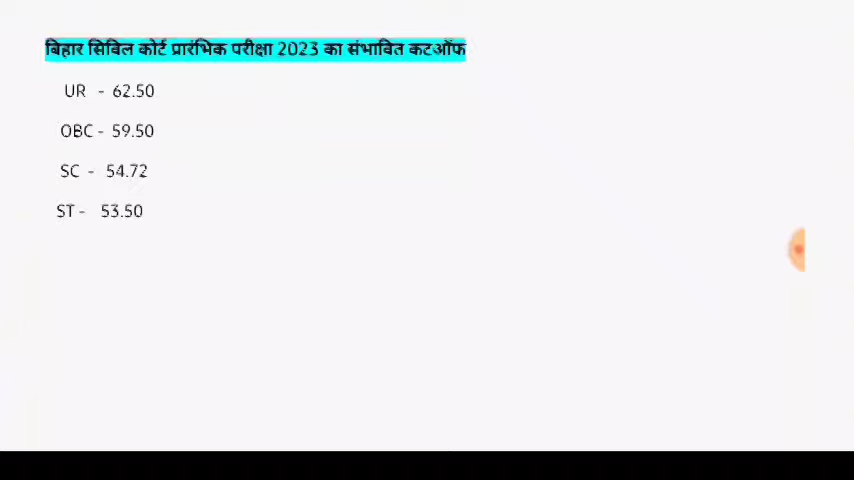 बिहार सिविल कोर्ट प्रारंभिक परीक्षा 2023 का संभावित कटऑफ
UR - 62.50
OBC - 59.50
SC - 54.72
ST - 53.50